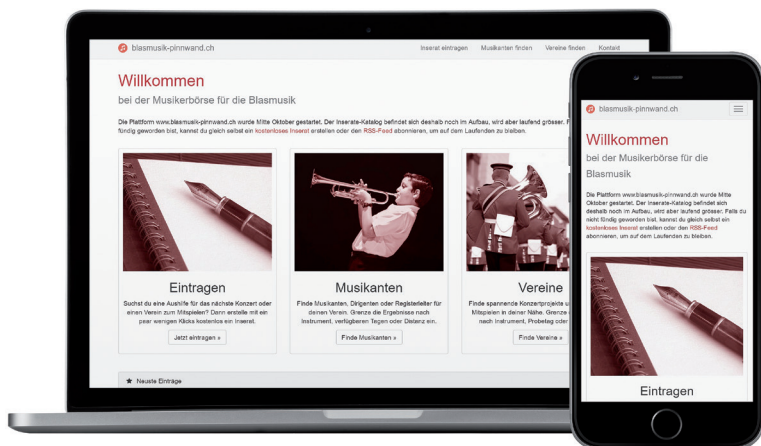 blasmusik-pinnwand.ch
Inserat eintragen Musikanten finden Vereine finden Kontakt
Willkommen
bei der Musikerbörse für die Blasmusik
Die Plattform www.blasmusik-pinnwand.ch wurde Mitte Oktober gestartet. Der Inserate-Katalog befindet sich deshalb noch im Aufbau, wird aber laufend grösser.
fündig geworden bist, kannst du gleich selbst ein kostenloses Inserat erstellen oder den RSS-Feed abonnieren, um auf dem Laufenden zu bleiben.
Eintragen
Suchst du eine Aushilfe für das nächste Konzert oder
einen Verein zum Mitspielen? Dann erstelle mit ein
paar wenigen Klicks kostenlos ein Inserat.
Jetzt eintragen »
Musikanten
Finde Musikanten, Dirigenten oder Registerleiter für
deinen Verein. Grenze die Ergebnisse nach
Instrument, verfügbaren Tagen oder Distanz ein.
Finde Musikanten »
Vereine
Finde spannende Konzertprojekte
Mitspielen in deiner Nähe. Grenze
nach Instrument, Probetag oder
Finde Vereine »
★ Neuste Einträge
blasmusik-pinnwand.ch
Willkommen
bei der Musikerbörse für die
Blasmusik
Die Plattform www.blasmusik-pinnwand.ch wurde Mitte
Oktober gestartet. Der Inserate-Katalog befindet sich
deshalb noch im Aufbau, wird aber laufend grösser. Falls du
nicht fündig geworden bist, kannst du gleich selbst ein
kostenloses Inserat erstellen oder den RSS-Feed
abonnieren, um auf dem Laufenden zu bleiben.
Eintragen